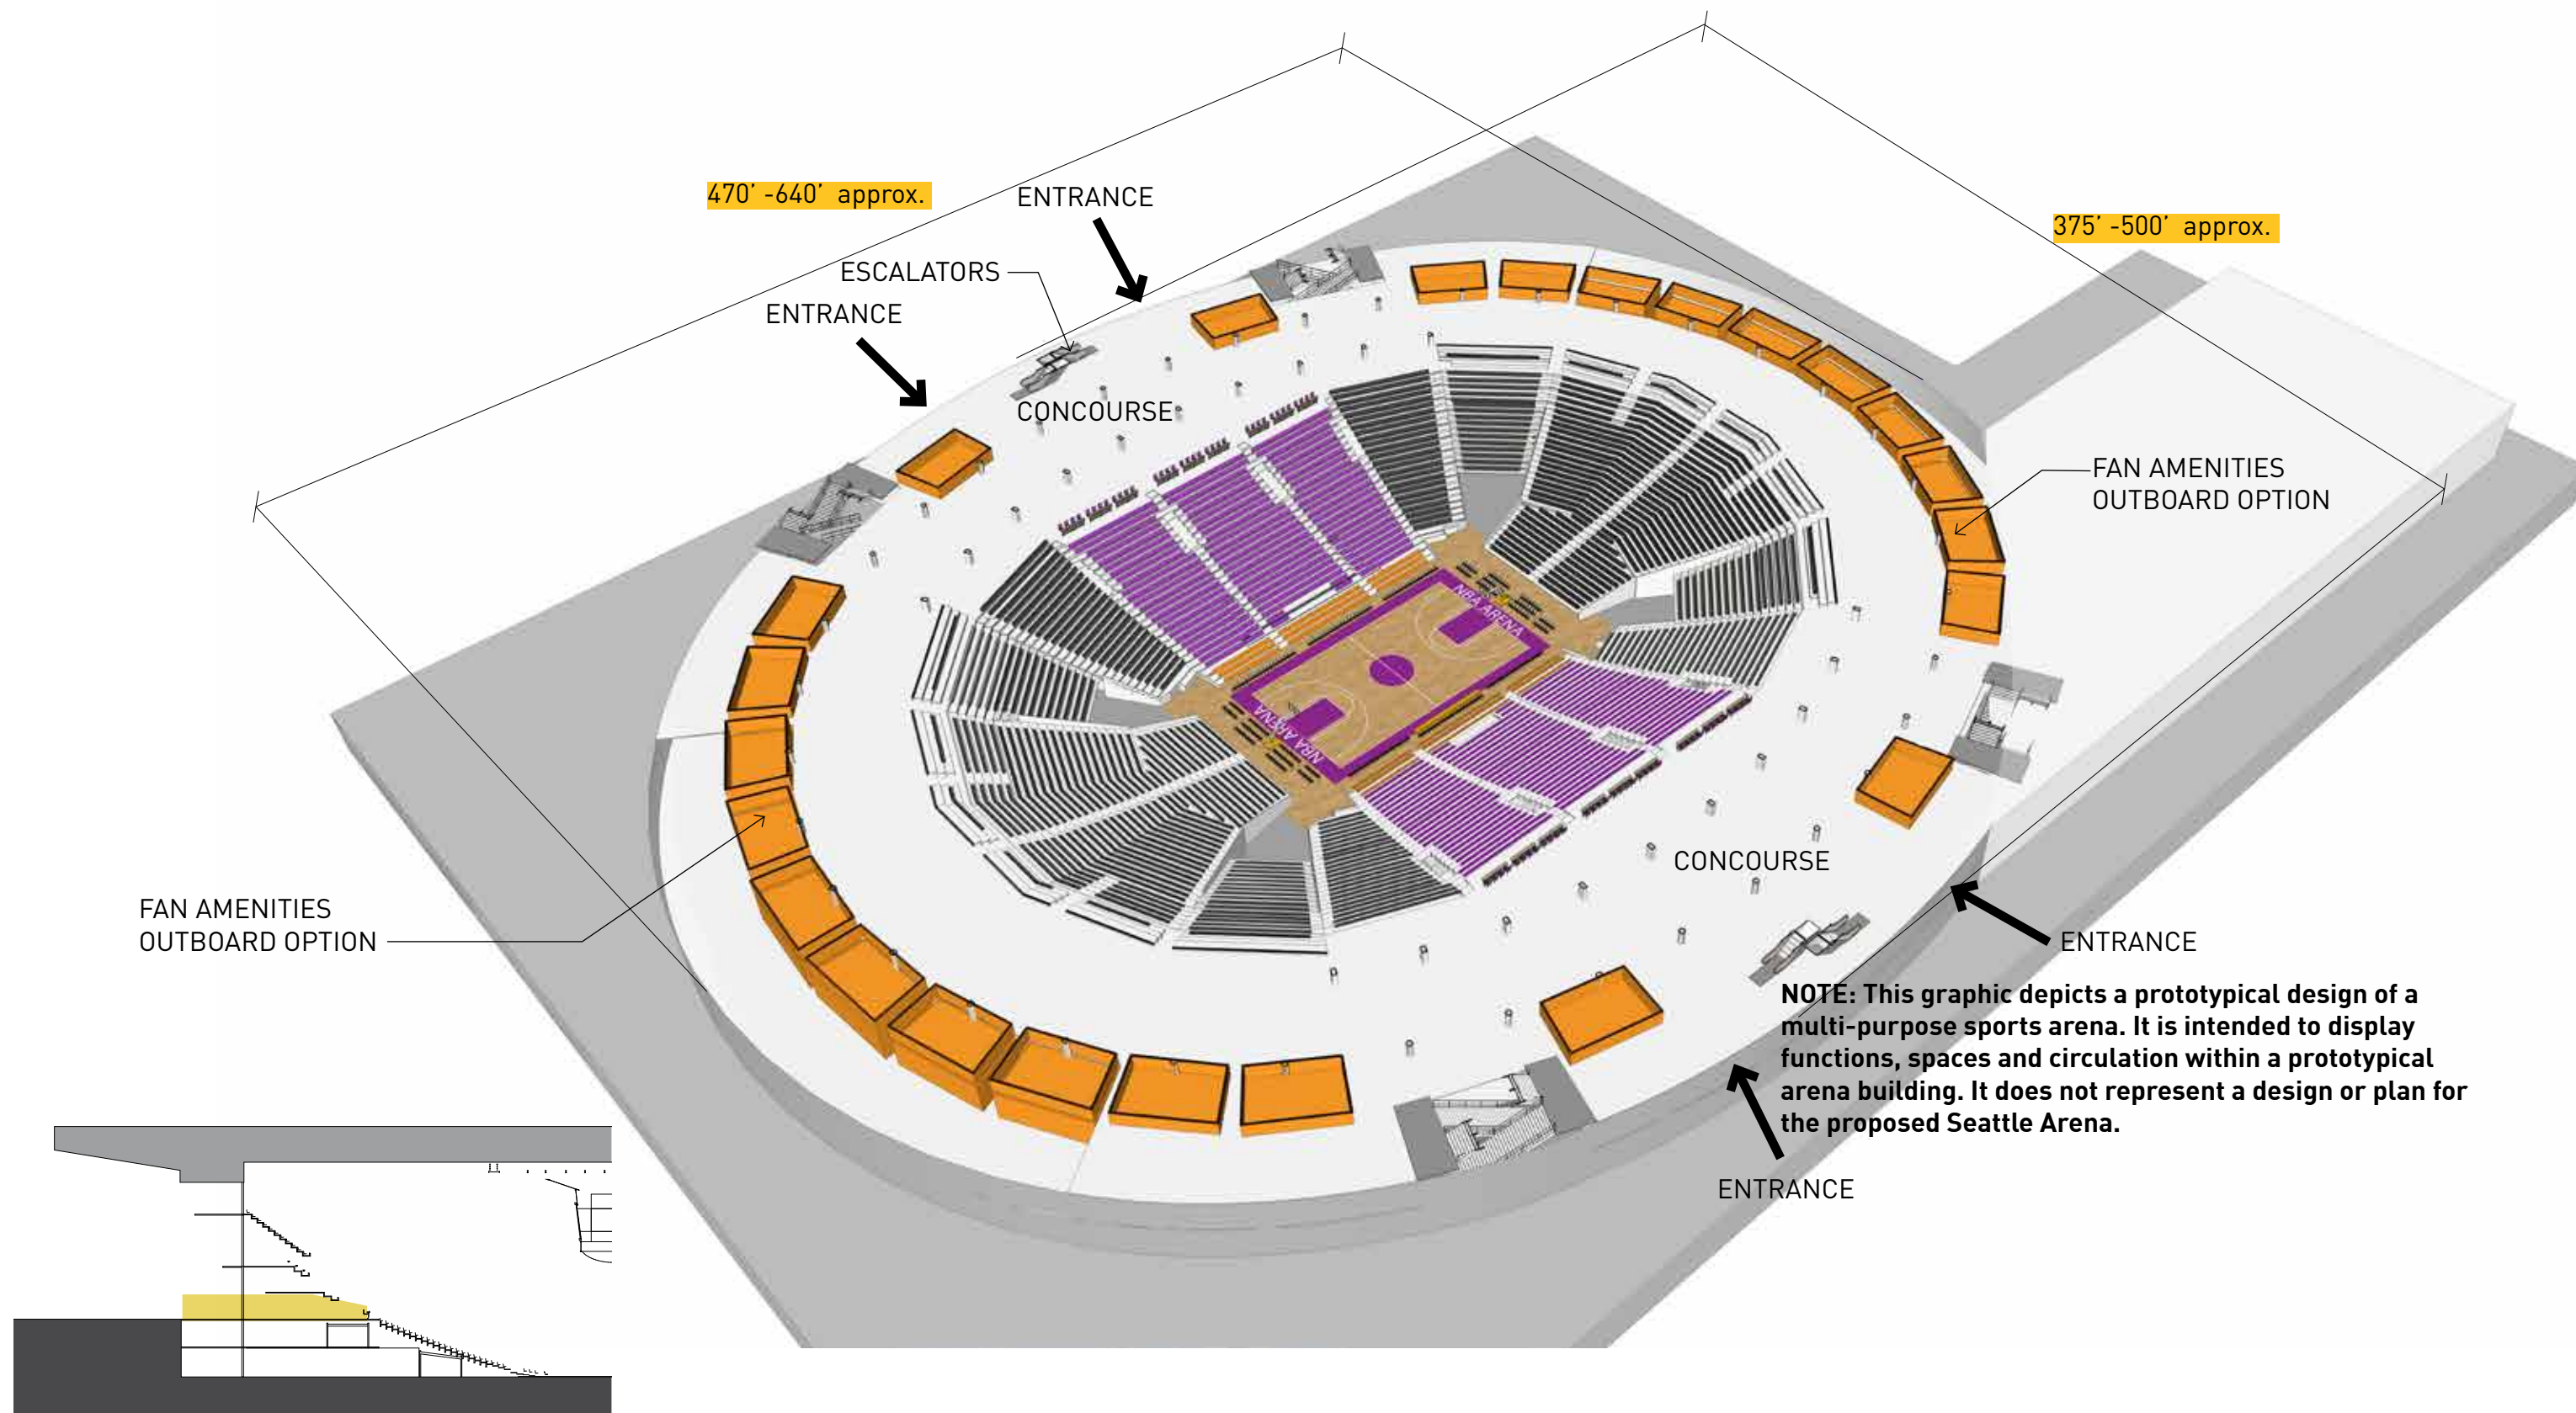 470' -640' approx.
ENTRANCE
375' -500' approx.
ESCALATORS
ENTRANCE
CONCOURSE
FAN AMENITIES
OUTBOARD OPTION
NBA ARENA
NBA ARENA
CONCOURSE
FAN AMENITIES
OUTBOARD OPTION
ENTRANCE
NOTE: This graphic depicts a prototypical design of a
multi-purpose sports arena. It is intended to display
functions, spaces and circulation within a prototypical
arena building. It does not represent a design or plan for
the proposed Seattle Arena.
ENTRANCE